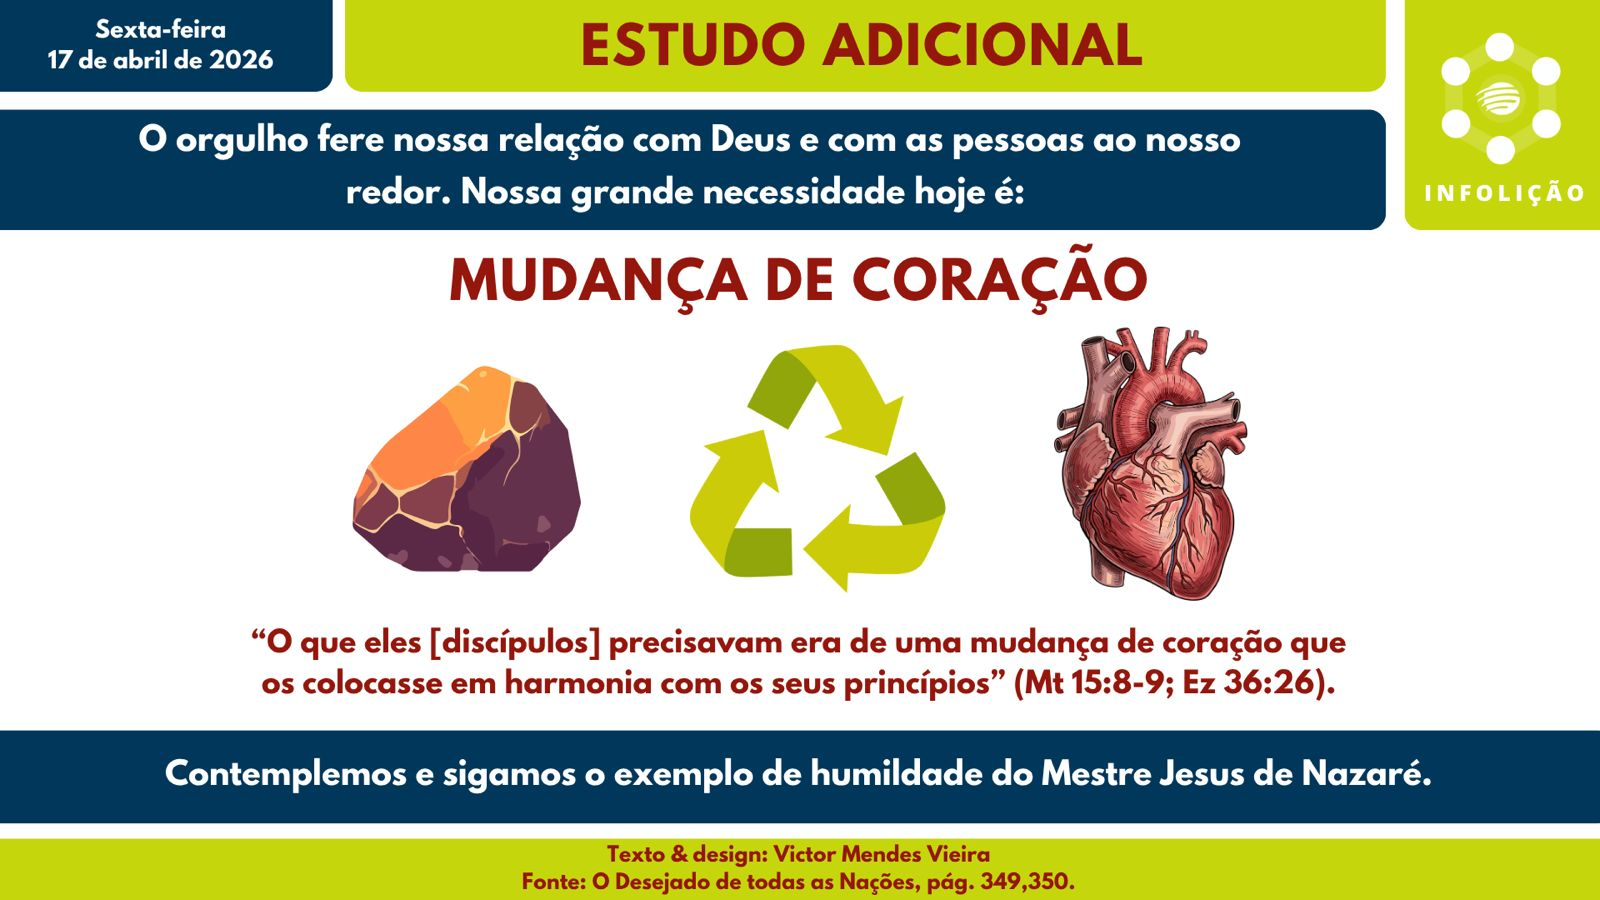 Sexta-feira
17 de abril de 2026
ESTUDO ADICIONAL
INFOLIÇÃO
O orgulho fere nossa relação com Deus e com as pessoas ao nosso
redor. Nossa grande necessidade hoje é:
MUDANÇA DE CORAÇÃO
“O que eles [discípulos] precisavam era de uma mudança de coração que
os colocasse em harmonia com os seus princípios” (Mt 15:8-9; Ez 36:26).
Contemplemos e sigamos o exemplo de humildade do Mestre Jesus de Nazaré.
Texto & design: Victor Mendes Vieira
Fonte: O Desejado de todas as Nações, pág. 349,350.